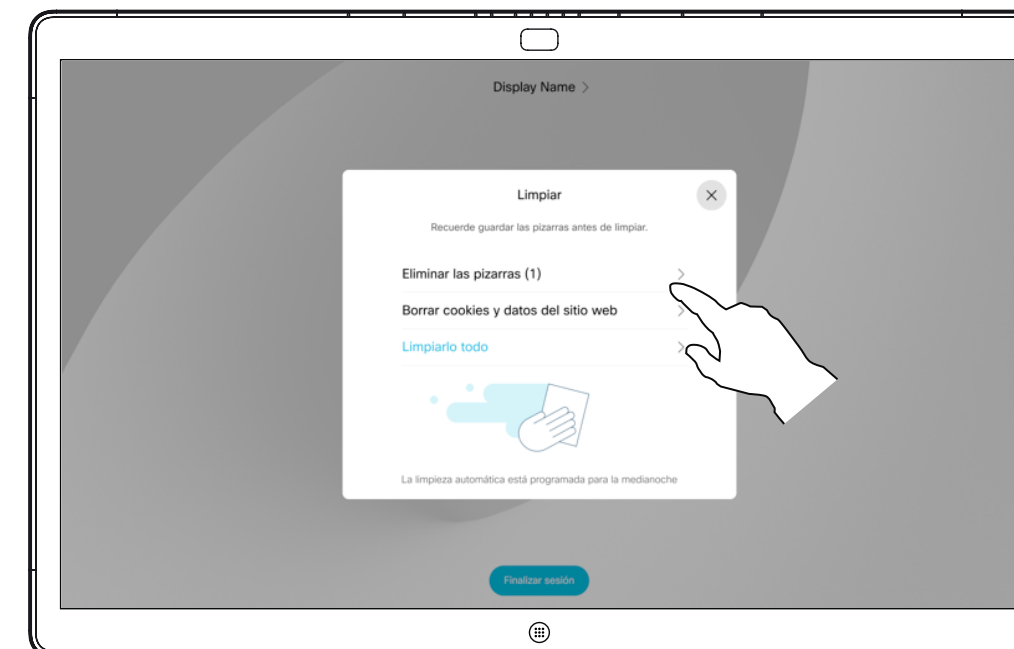 Display Name >
Limpiar
Recuerde guardar las pizarras antes de limpiar.
Eliminar las pizarras (1)
Borrar cookies y datos del sitio web
Limpiarlo todo
La limpieza automática está programada para la medianoche
Finalizar sesión